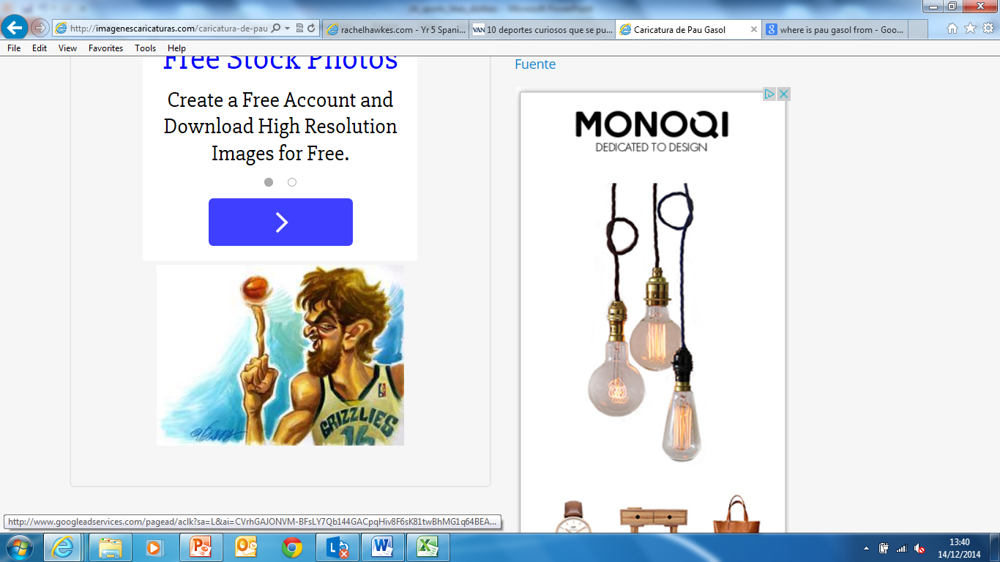 http://imagenescaricaturas.com/caricatura-de-pau
rachelhawkes.com - Yr 5 Spani...
VAN 10 deportes curiosos que se pu...
Caricatura de Pau Gasol
where is pau gasol from - Goo...
File Edit View Favorites Tools Help
Free Stock Photos
Create a Free Account and
Download High Resolution
Images for Free.
GRIZZLIES
16
Fuente
MONOQI
DEDICATED TO DESIGN
http://www.googleadservices.com/pagead/aclk?sa=L&ai=CVrhGAJONVM-BFsLY7Qb144GACpqHiv8F6sK81twBhMG1q64BEA...
13:40
14/12/2014